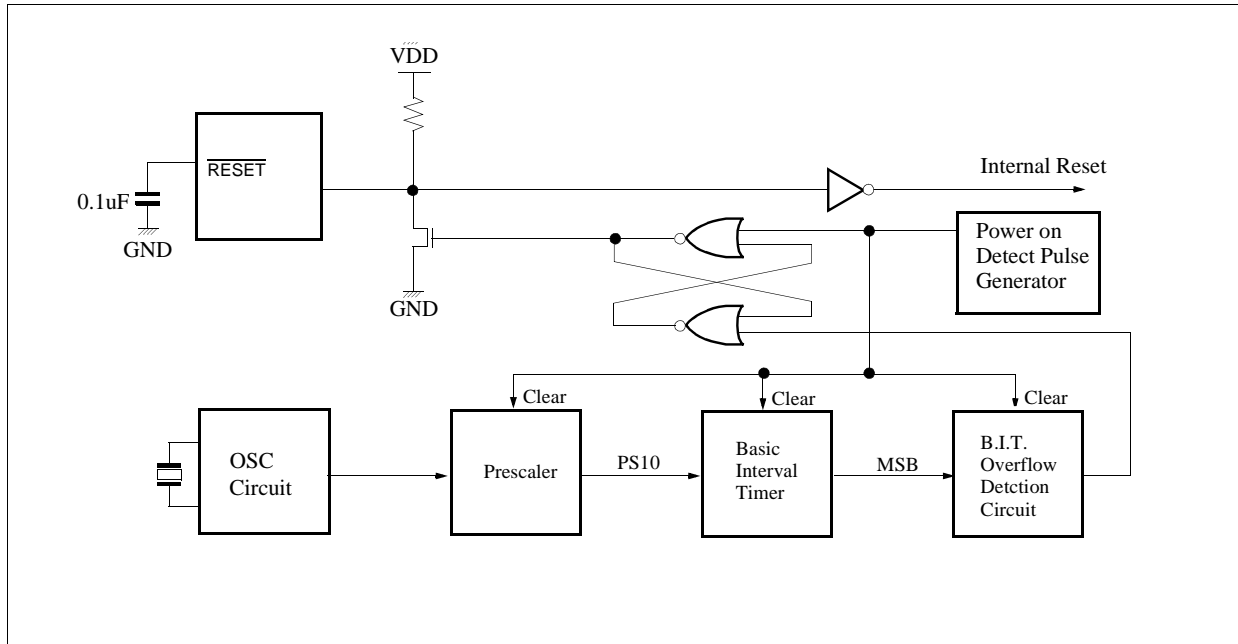 VDD
RESET
0.1uF
GND
GND
Internal Reset
Power on
Detect Pulse
Generator
Clear
Clear
Clear
OSC
Circuit
Prescaler
PS10
Basic
Interval
Timer
MSB
B.I.T.
Overflow
Detction
Circuit